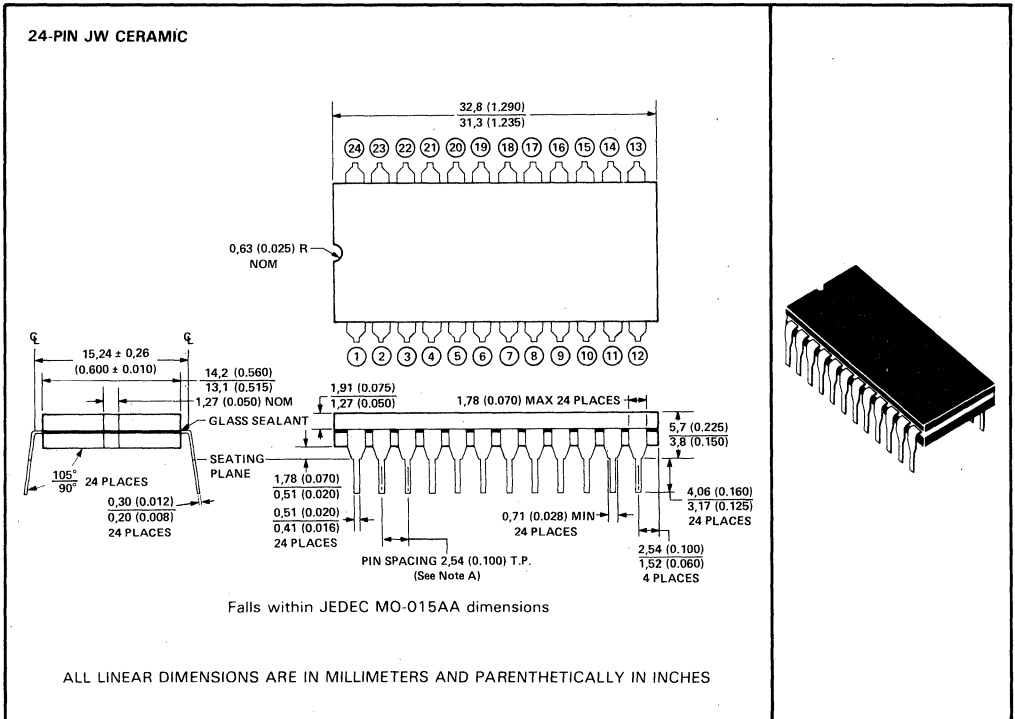 24-PIN JW CERAMIC
32,8 (1.290)
31,3 (1.235)
24 23 22 21 20 19 18 17 16 15 14 13
0,63 (0.025) R
NOM
1 2 3 4 5 6 7 8 9 10 11 12
℄ ℄
15,24 ± 0,26
(0.600 ± 0.010)
14,2 (0.560)
13,1 (0.515)
1,27 (0.050) NOM
GLASS SEALANT
SEATING
PLANE
105°
90°
24 PLACES
0,30 (0.012)
0,20 (0.008)
24 PLACES
1,91 (0.075)
1,27 (0.050)
1,78 (0.070) MAX 24 PLACES
5,7 (0.225)
3,8 (0.150)
1,78 (0.070)
0,51 (0.020)
0,51 (0.020)
0,41 (0.016)
24 PLACES
0,71 (0.028) MIN
24 PLACES
4,06 (0.160)
3,17 (0.125)
24 PLACES
2,54 (0.100)
1,52 (0.060)
4 PLACES
PIN SPACING 2,54 (0.100) T.P.
(See Note A)
Falls within JEDEC MO-015AA dimensions
ALL LINEAR DIMENSIONS ARE IN MILLIMETERS AND PARENTHETICALLY IN INCHES